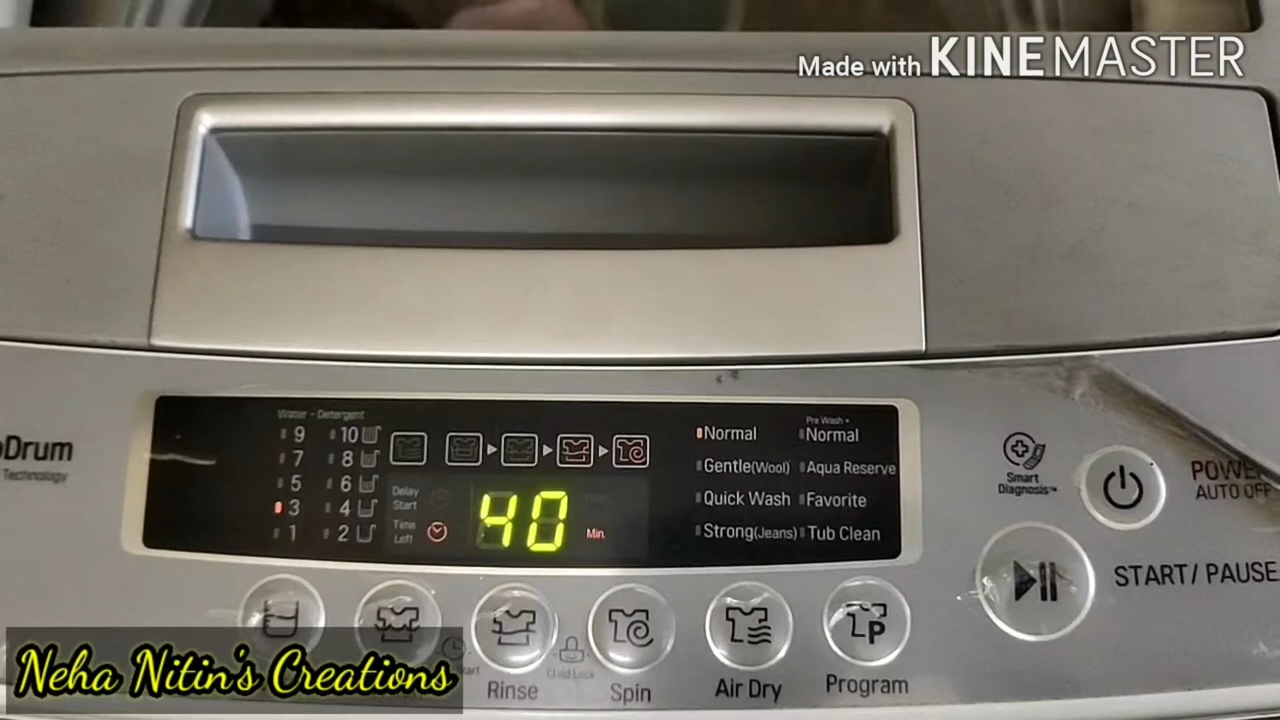 Made with KINEMASTER
Water - Detergent
9 10
7 8
5 6
3 4
1 2
Delay Start
Time Left
40 Min.
Normal
Gentle(Wool)
Quick Wash
Strong(Jeans)
Pre Wash +
Normal
Aqua Reserve
Favorite
Tub Clean
Drum
Technology
Smart
Diagnosis™
POWER
AUTO OFF
START/PAUSE
Rinse
Child Lock
Spin
Air Dry
P
Program
Neha Nitin's Creations